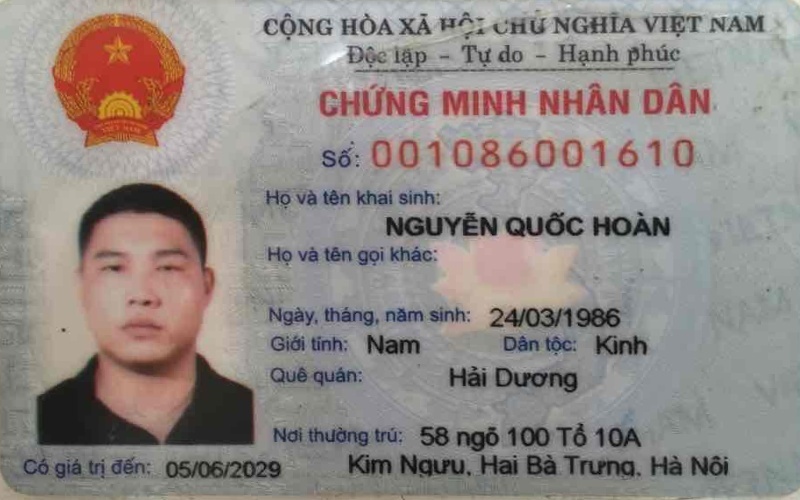 CỘNG HÒA XÃ HỘI CHỦ NGHĨA VIỆT NAM
Độc lập - Tự do - Hạnh phúc
CHỨNG MINH NHÂN DÂN
Số: 001086001610
Họ và tên khai sinh:
NGUYỄN QUỐC HOÀN
Họ và tên gọi khác:
Ngày, tháng, năm sinh: 24/03/1986
Giới tính: Nam Dân tộc: Kinh
Quê quán: Hải Dương
Nơi thường trú: 58 ngõ 100 Tổ 10A
Kim Ngưu, Hai Bà Trưng, Hà Nội
Có giá trị đến: 05/06/2029
VIỆT NAM